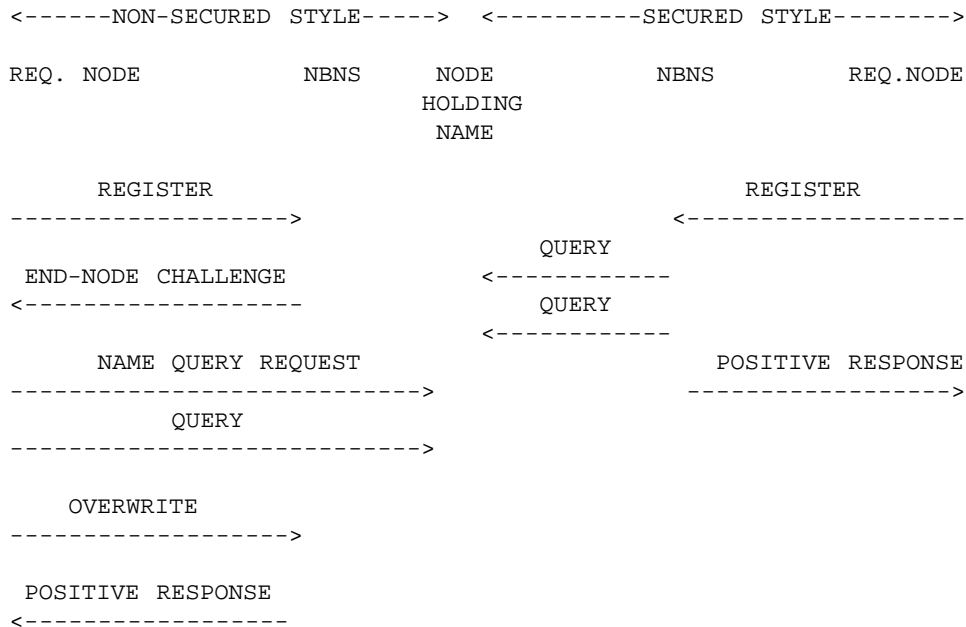 <------NON-SECURED STYLE-----> <----------SECURED STYLE-------->
REQ. NODE NBNS NODE NBNS REQ.NODE
HOLDING
NAME
REGISTER REGISTER
-------------------> <-------------------
QUERY
END-NODE CHALLENGE <------------
<------------------- QUERY
<------------
NAME QUERY REQUEST POSITIVE RESPONSE
----------------------------> ------------------>
QUERY
---------------------------->
OVERWRITE
------------------->
POSITIVE RESPONSE
<------------------